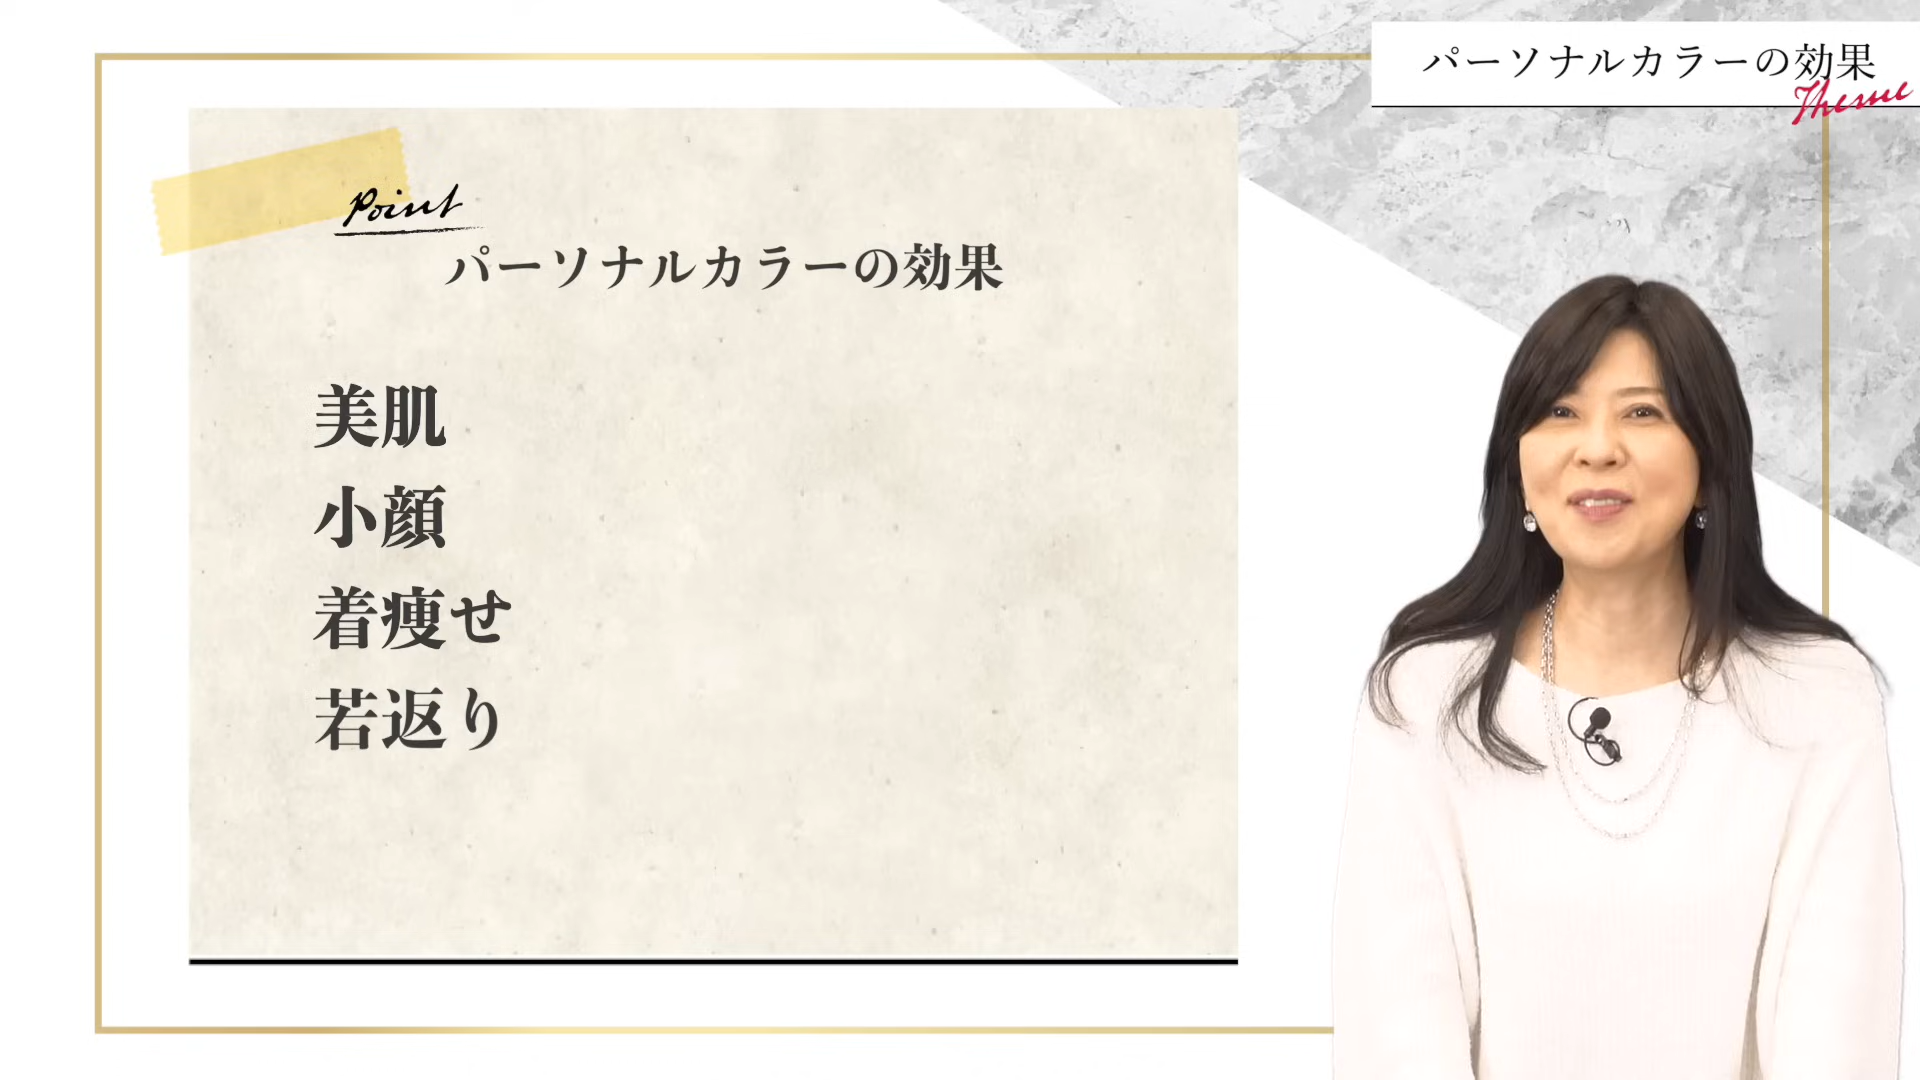 パーソナルカラーの効果
Theme
Point
パーソナルカラーの効果
美肌
小顔
着痩せ
若返り